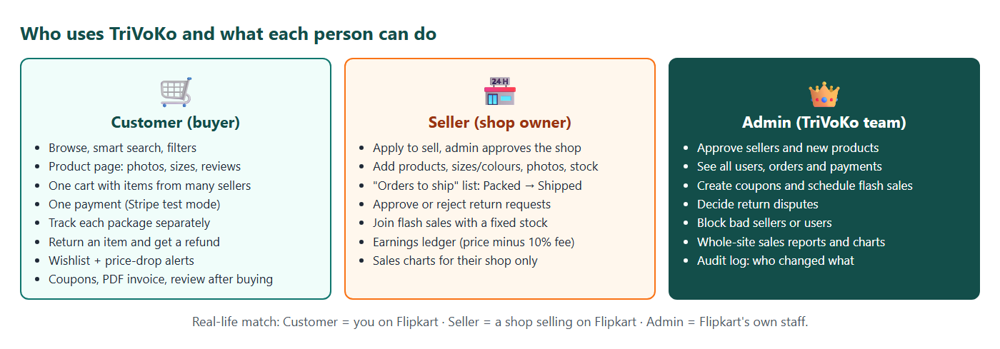 Who uses TriVoKo and what each person can do
Customer (buyer)
• Browse, smart search, filters
• Product page: photos, sizes, reviews
• One cart with items from many sellers
• One payment (Stripe test mode)
• Track each package separately
• Return an item and get a refund
• Wishlist + price-drop alerts
• Coupons, PDF invoice, review after buying
24H
Seller (shop owner)
• Apply to sell, admin approves the shop
• Add products, sizes/colours, photos, stock
• "Orders to ship" list: Packed → Shipped
• Approve or reject return requests
• Join flash sales with a fixed stock
• Earnings ledger (price minus 10% fee)
• Sales charts for their shop only
Admin (TriVoKo team)
• Approve sellers and new products
• See all users, orders and payments
• Create coupons and schedule flash sales
• Decide return disputes
• Block bad sellers or users
• Whole-site sales reports and charts
• Audit log: who changed what
Real-life match: Customer = you on Flipkart · Seller = a shop selling on Flipkart · Admin = Flipkart's own staff.